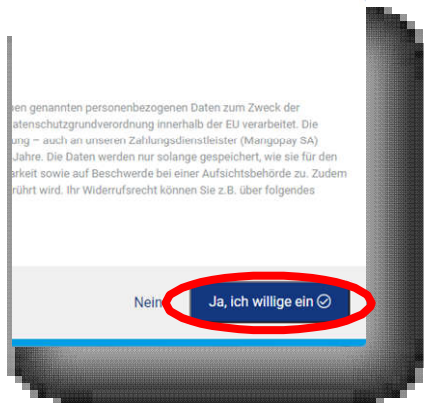 en genannten personenbezogenen Daten zum Zweck der
atenschutzgrundverordnung innerhalb der EU verarbeitet. Die
ung – auch an unseren Zahlungsdienstleister (Mangopay SA)
Jahre. Die Daten werden nur solange gespeichert, wie sie für den
arkeit sowie auf Beschwerde bei einer Aufsichtsbehörde zu. Zudem
rührt wird. Ihr Widerrufsrecht können Sie z.B. über folgendes
Nein Ja, ich willige ein